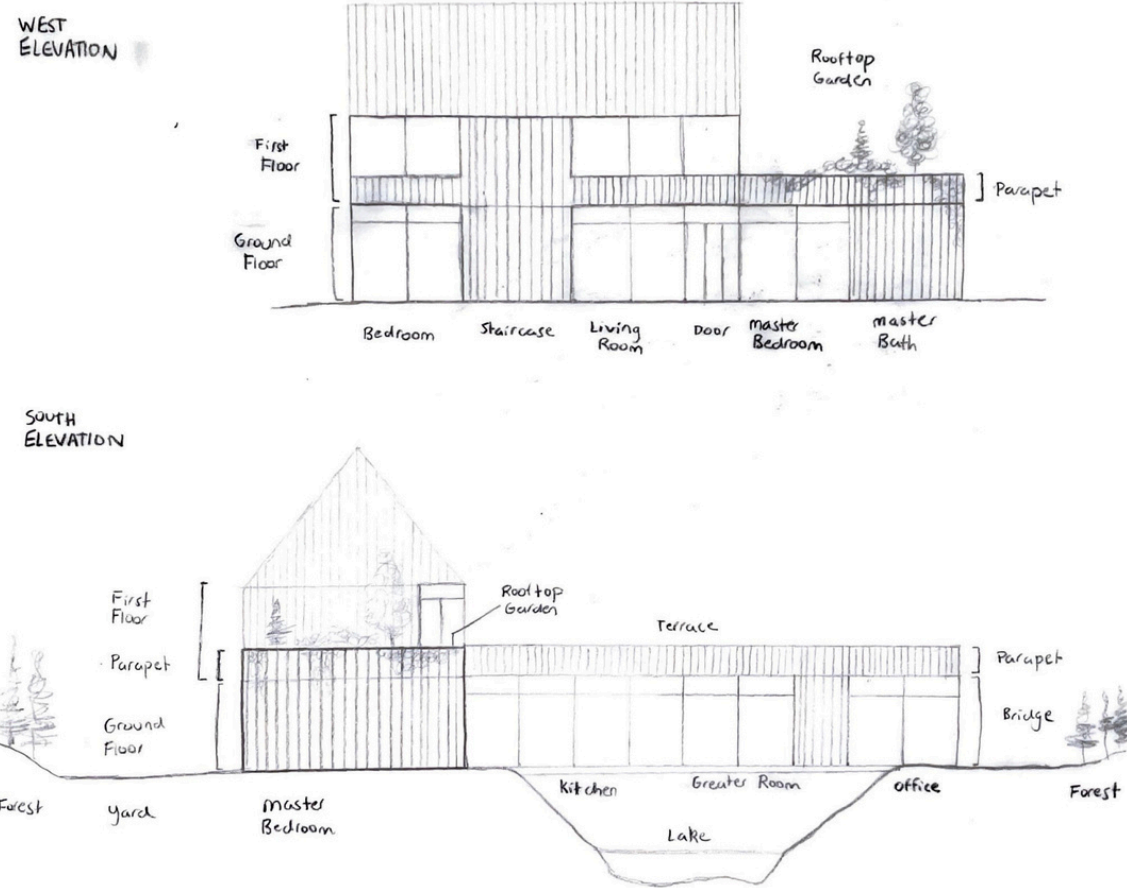 WEST
ELEVATION
Rooftop
Garden
First
Floor
Parapet
Ground
Floor
Bedroom
Staircase
Living
Room
Door
master
Bedroom
master
Bath
SOUTH
ELEVATION
First
Floor
Rooftop
Garden
Terrace
Parapet
Parapet
Ground
Floor
Bridge
Forest
yard
master
Bedroom
Kitchen
Greater Room
office
Forest
Lake